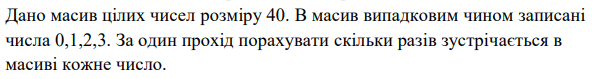 Дано масив цілих чисел розміру 40. В масив випадковим чином записані
числа 0,1,2,3. За один прохід порахувати скільки разів зустрічається в
масиві кожне число.